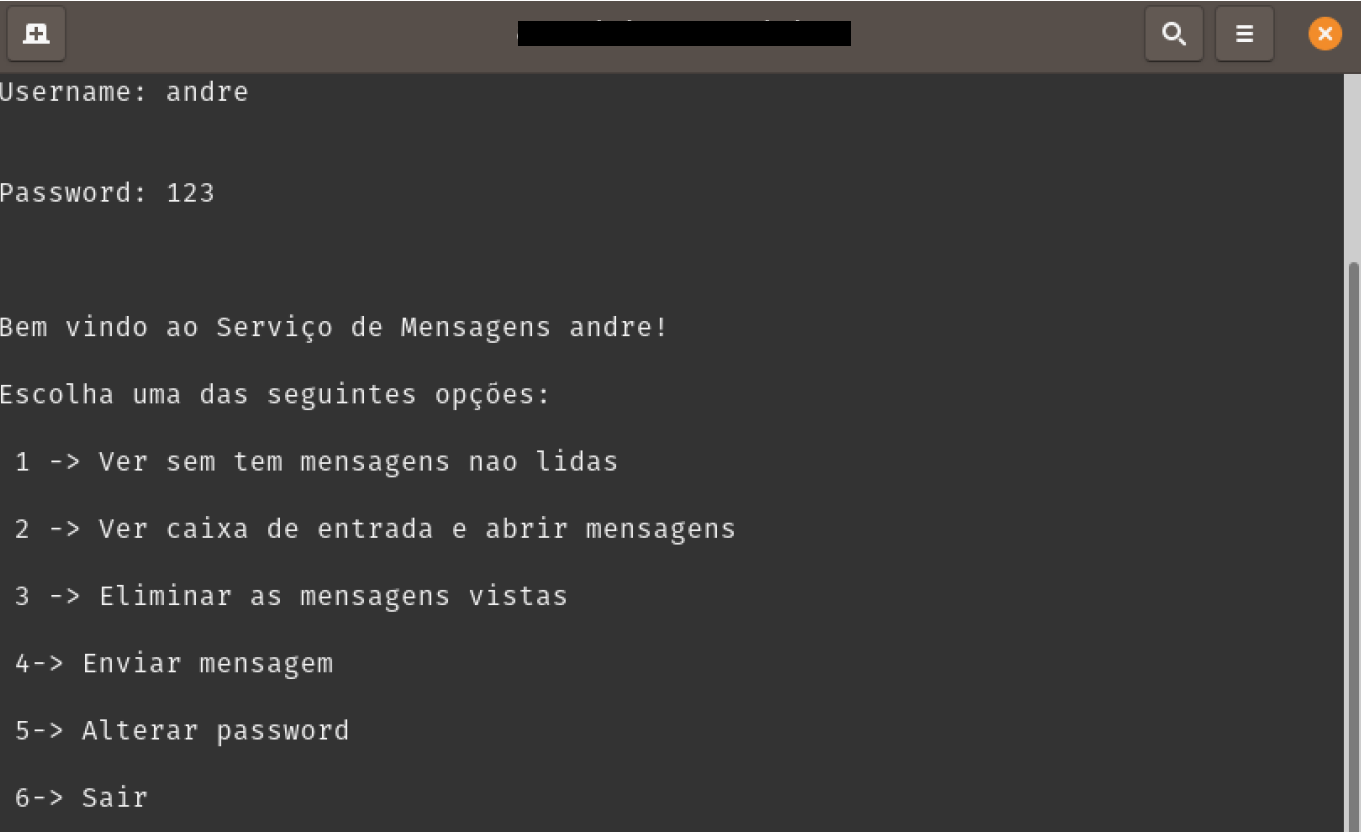 Username: andre
Password: 123
Bem vindo ao Serviço de Mensagens andre!
Escolha uma das seguintes opções:
1 -> Ver sem tem mensagens nao lidas
2 -> Ver caixa de entrada e abrir mensagens
3 -> Eliminar as mensagens vistas
4-> Enviar mensagem
5-> Alterar password
6-> Sair